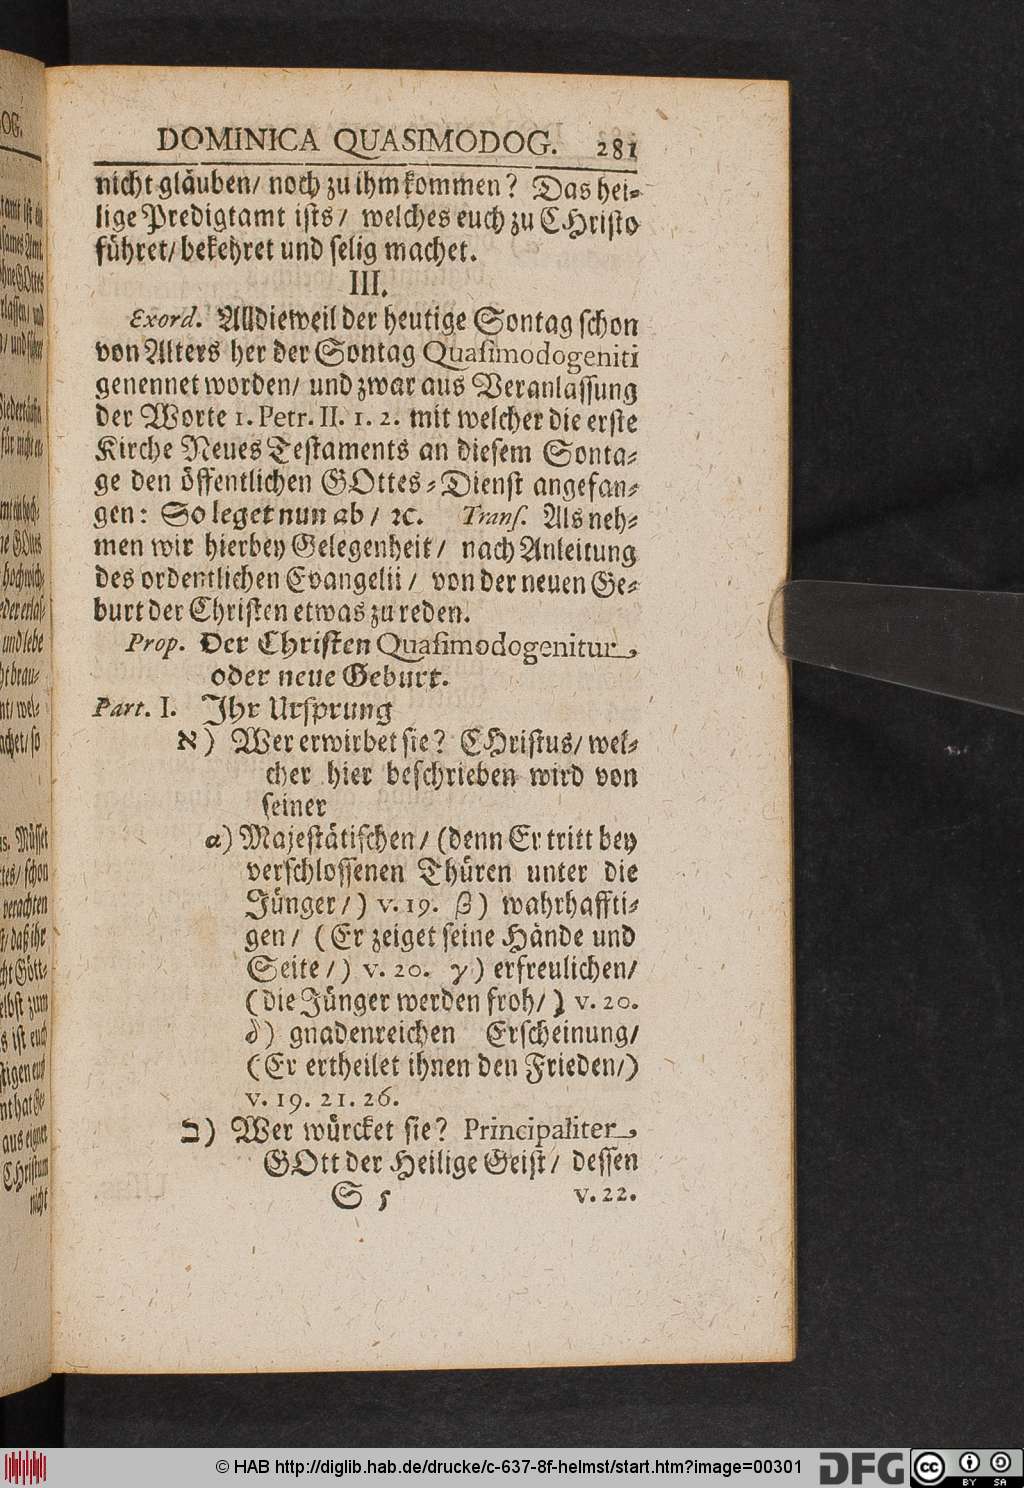 DOMINICA QUASIMODOG. 281
nicht gläuben/ noch zu ihm kommen? Das hei-
lige Predigtamt ists/ welches euch zu CHristo
führet/ bekehret und selig machet.
III.
Exord. Alldieweil der heutige Sontag schon
von Alters her der Sontag Quasimodogeniti
genennet worden/ und zwar aus Veranlassung
der Worte 1. Petr. II. 1. 2. mit welcher die erste
Kirche Neues Testaments an diesem Sonta-
ge den öffentlichen GOttes-Dienst angefan-
gen: So leget nun ab/ ꝛc. Trans. Als neh-
men wir hierbey Gelegenheit/ nach Anleitung
des ordentlichen Evangelii/ von der neuen Ge-
burt der Christen etwas zu reden.
Prop. Der Christen Quasimodogenitur,
oder neue Geburt.
Part. I. Ihr Ursprung
א) Wer erwirbet sie? CHristus/ wel-
cher hier beschrieben wird von
seiner
α) Majestätischen/ (denn Er tritt bey
verschlossenen Thüren unter die
Jünger/) v. 19. β) wahrhaffti-
gen/ (Er zeiget seine Hände und
Seite/) v. 20. γ) erfreulichen/
(die Jünger werden froh/) v. 20.
δ) gnadenreichen Erscheinung/
(Er ertheilet ihnen den Frieden/)
v. 19. 21. 26.
ב) Wer würcket sie? Principaliter,
GOtt der Heilige Geist/ dessen
S 5 v. 22.
© HAB http://diglib.hab.de/drucke/c-637-8f-helmst/start.htm?image=00301
DFG
cc BY SA